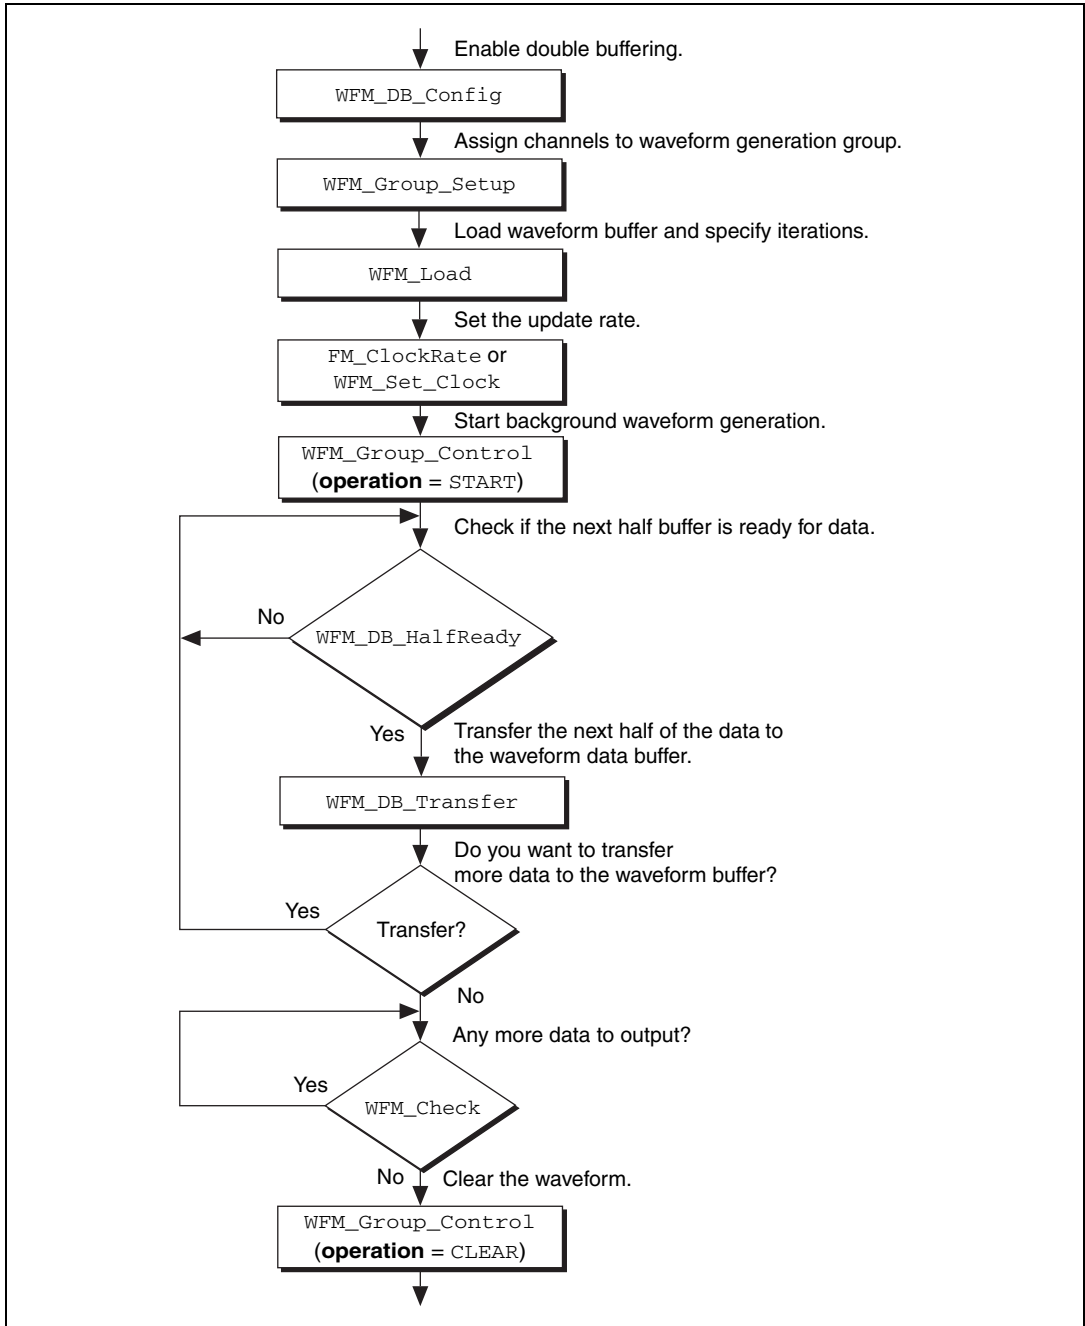 Enable double buffering.
WFM_DB_Config
Assign channels to waveform generation group.
WFM_Group_Setup
Load waveform buffer and specify iterations.
WFM_Load
Set the update rate.
FM_ClockRate or
WFM_Set_Clock
Start background waveform generation.
WFM_Group_Control
(operation = START)
Check if the next half buffer is ready for data.
No
WFM_DB_HalfReady
Yes
Transfer the next half of the data to
the waveform data buffer.
WFM_DB_Transfer
Do you want to transfer
more data to the waveform buffer?
Yes
Transfer?
No
Any more data to output?
Yes
WFM_Check
No
Clear the waveform.
WFM_Group_Control
(operation = CLEAR)